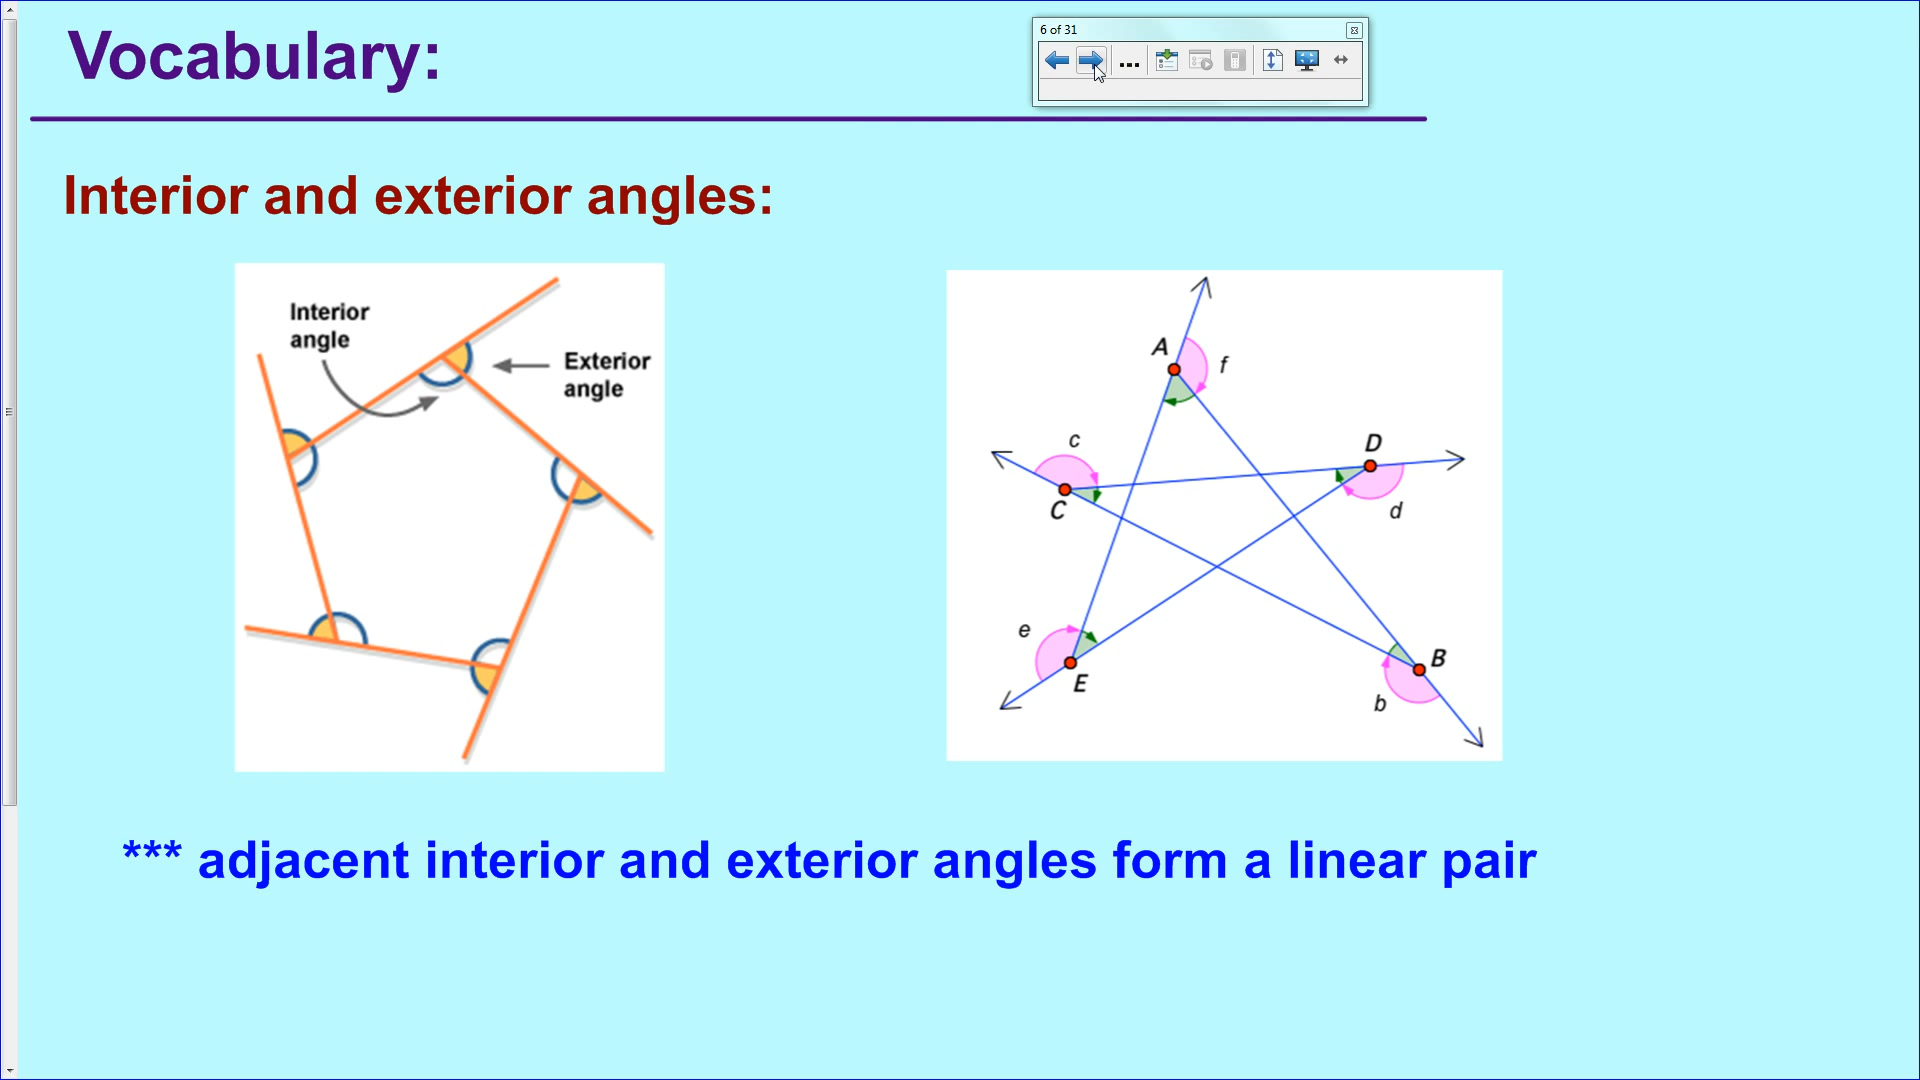 Vocabulary:
6 of 31
Interior and exterior angles:
Interior
angle
Exterior
angle
A
f
c
D
C
d
e
E
B
b
*** adjacent interior and exterior angles form a linear pair